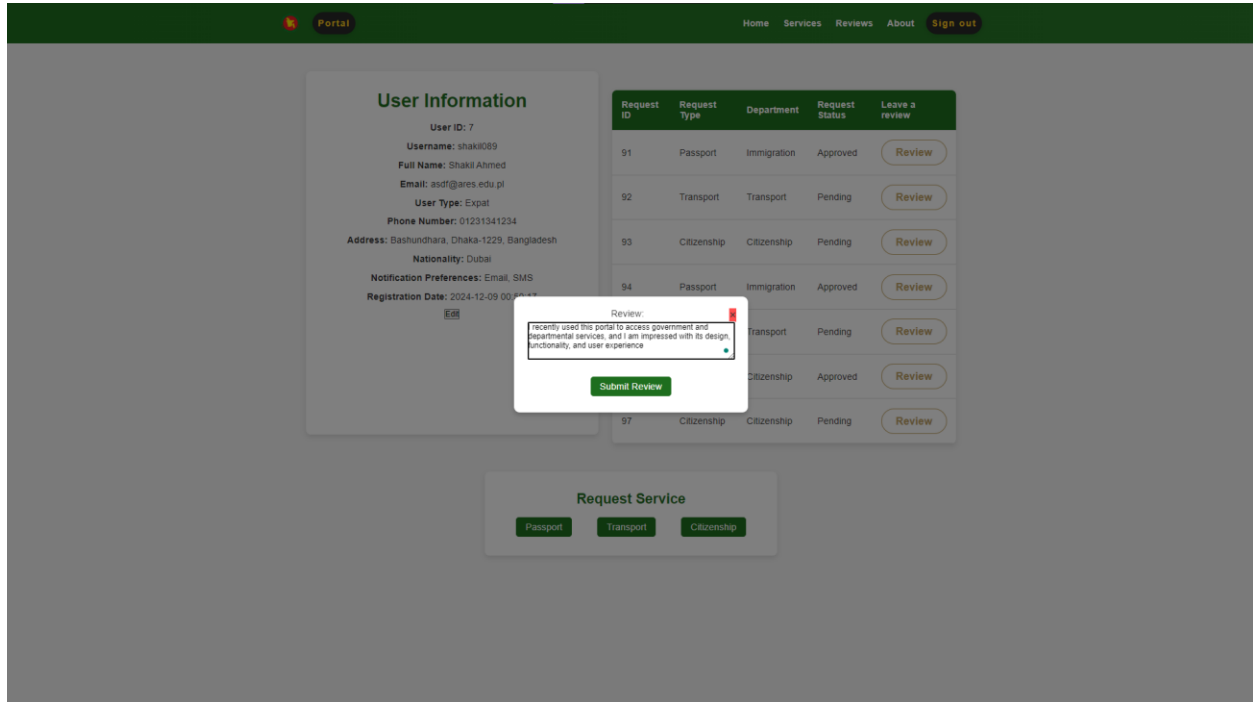 Portal
Home Services Reviews About Sign out
User Information
User ID: 7
Username: shakil089
Full Name: Shakil Ahmed
Email: asdf@ares.edu.pl
User Type: Expat
Phone Number: 01231341234
Address: Bashundhara, Dhaka-1229, Bangladesh
Nationality: Dubai
Notification Preferences: Email, SMS
Registration Date: 2024-12-09
Edit
Request ID Request Type Department Request Status Leave a review
91 Passport Immigration Approved Review
92 Transport Transport Pending Review
93 Citizenship Citizenship Pending Review
94 Passport Immigration Approved Review
Transport Pending Review
Citizenship Approved Review
97 Citizenship Citizenship Pending Review
Review:
x
I recently used this portal to access government and
departmental services, and I am impressed with its design,
functionality, and user experience
Submit Review
Request Service
Passport Transport Citizenship